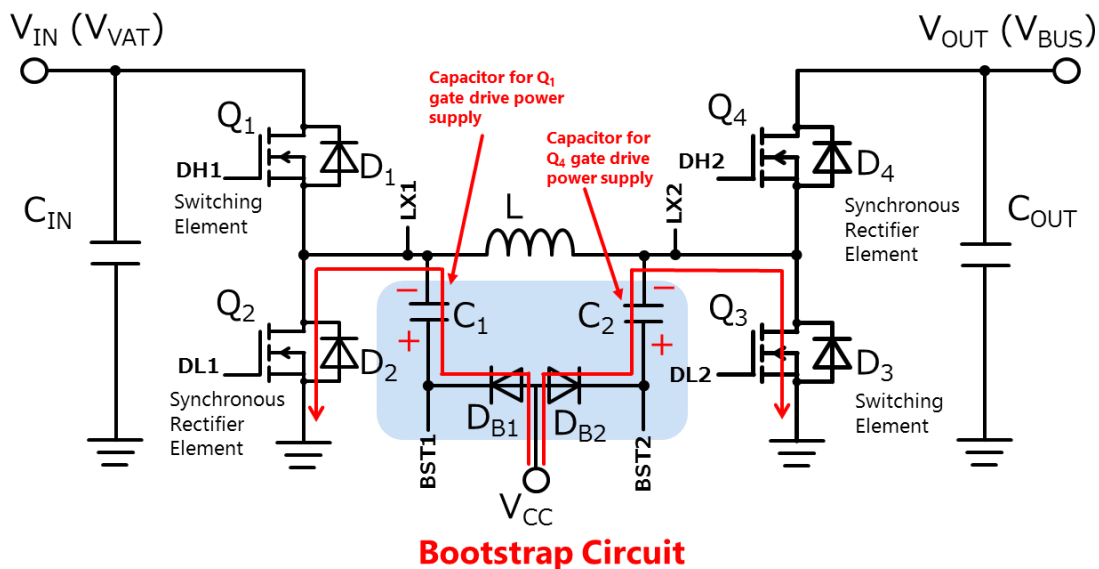 VIN (VVAT)
VOUT (VBUS)
Capacitor for Q1
gate drive power
supply
Capacitor for
Q4 gate drive
power supply
Q1
DH1
D1
Switching
Element
CIN
LX1
L
LX2
Q4
DH2
D4
Synchronous
Rectifier
Element
COUT
Q2
DL1
D2
Synchronous
Rectifier
Element
−
C1
+
−
C2
+
Q3
DL2
D3
Switching
Element
DB1
DB2
BST1
BST2
VCC
Bootstrap Circuit